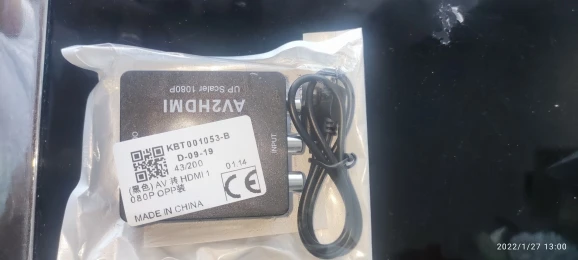 AV2HDMI
UP Scaler 1080P
INPUT
KBT001053-B
D-09-19
43/200
01.14
(黑色) AV 转 HDMI 1
080P OPP装
CE
MADE IN CHINA
2022/1/27 13:00